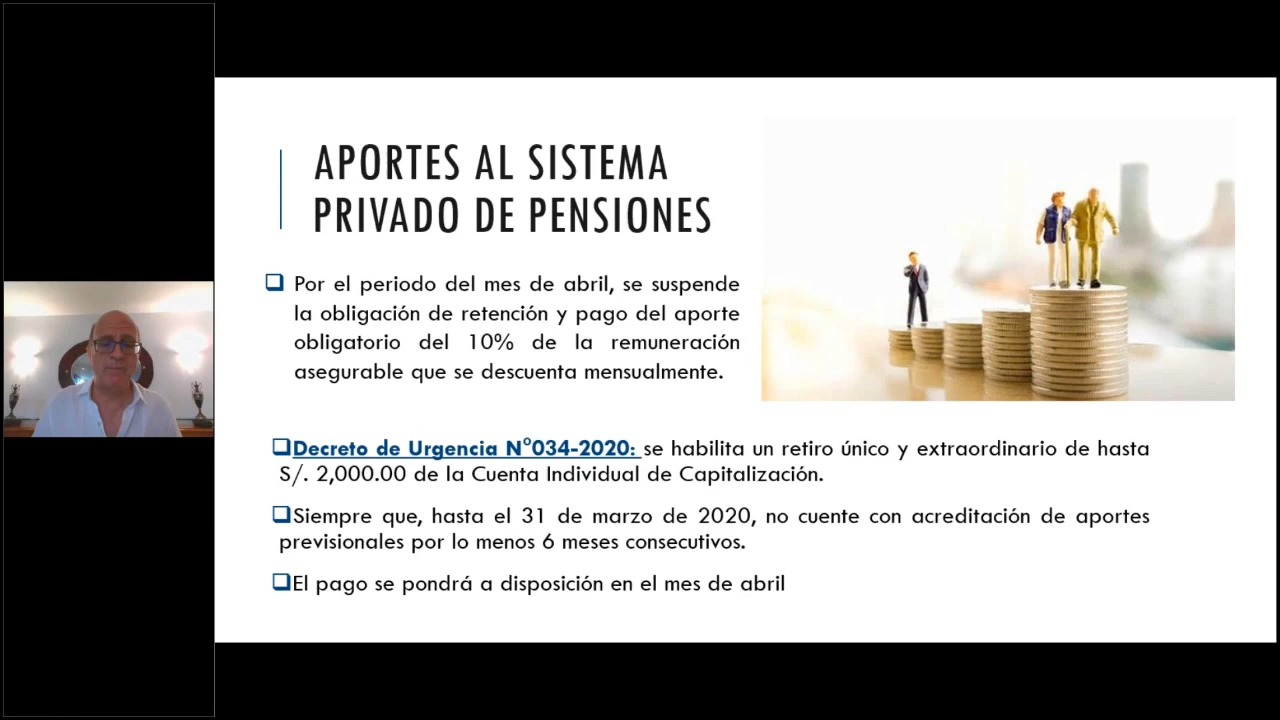 APORTES AL SISTEMA
PRIVADO DE PENSIONES
Por el periodo del mes de abril, se suspende
la obligación de retención y pago del aporte
obligatorio del 10% de la remuneración
asegurable que se descuenta mensualmente.
Decreto de Urgencia N°034-2020: se habilita un retiro único y extraordinario de hasta
S/. 2,000.00 de la Cuenta Individual de Capitalización.
Siempre que, hasta el 31 de marzo de 2020, no cuente con acreditación de aportes
previsionales por lo menos 6 meses consecutivos.
El pago se pondrá a disposición en el mes de abril